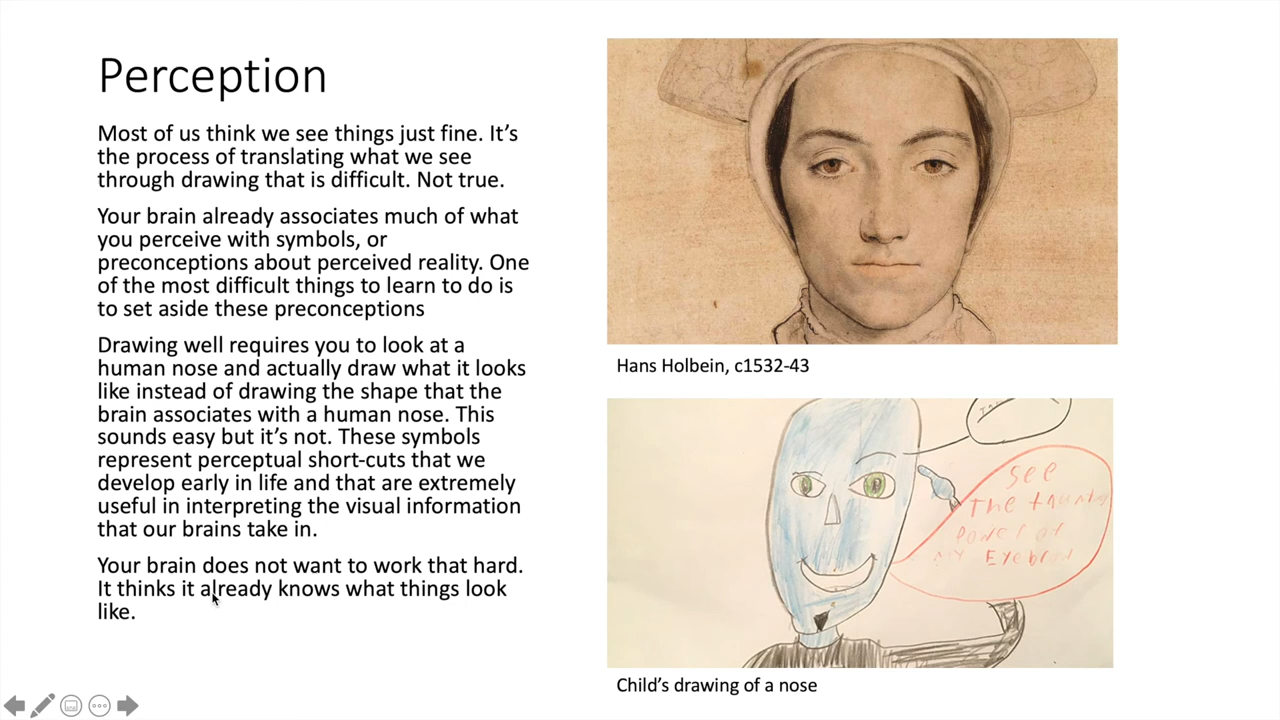 Perception
Most of us think we see things just fine. It’s
the process of translating what we see
through drawing that is difficult. Not true.
Your brain already associates much of what
you perceive with symbols, or
preconceptions about perceived reality. One
of the most difficult things to learn to do is
to set aside these preconceptions
Drawing well requires you to look at a
human nose and actually draw what it looks
like instead of drawing the shape that the
brain associates with a human nose. This
sounds easy but it’s not. These symbols
represent perceptual short-cuts that we
develop early in life and that are extremely
useful in interpreting the visual information
that our brains take in.
Your brain does not want to work that hard.
It thinks it already knows what things look
like.
Hans Holbein, c1532-43
See
The
MY
Child’s drawing of a nose